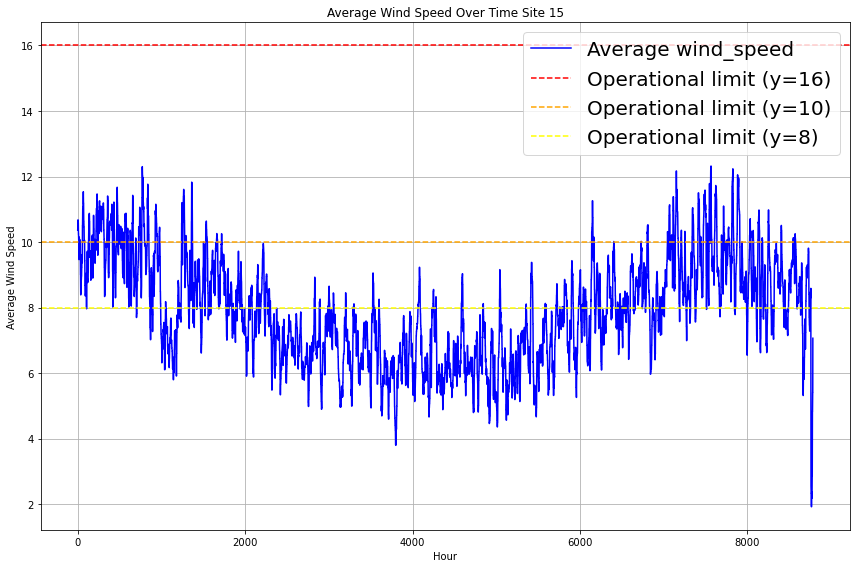 Average Wind Speed Over Time Site 15
Average wind_speed
Operational limit (y=16)
Operational limit (y=10)
Operational limit (y=8)
16
14
12
10
8
6
4
2
Average Wind Speed
0 2000 4000 6000 8000
Hour